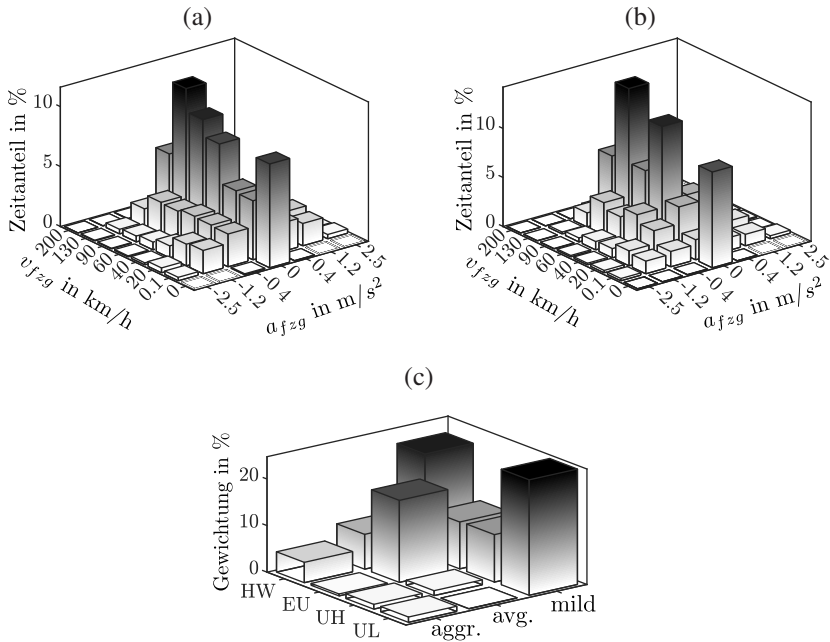 (a)
(b)
Zeitanteil in %
10
5
0
200
130
90
60
40
20
0.1
0
v_fzg in km/h
-2.5
-1.2
-0.4
0
0.4
1.2
2.5
a_fzg in m/s²
Zeitanteil in %
10
5
0
200
130
90
60
40
20
0.1
0
v_fzg in km/h
-2.5
-1.2
-0.4
0
0.4
1.2
2.5
a_fzg in m/s²
(c)
Gewichtung in %
20
10
0
HW
EU
UH
UL
aggr.
avg.
mild